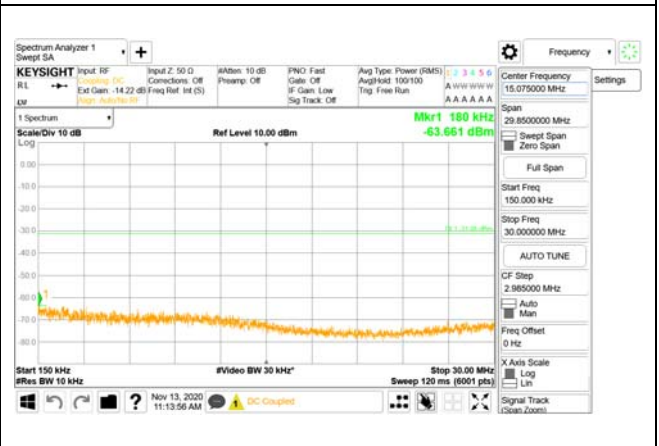 Spectrum Analyzer 1
Swept SA
+
Frequency
KEYSIGHT
RL
Input: RF
Coupling: DC
Ext Gain: -14.22 dB
Align: Auto/No RF
Input Z: 50 Ω
Corrections: Off
Freq Ref: Int (S)
#Atten: 10 dB
Preamp: Off
PNO: Fast
Gate: Off
IF Gain: Low
Sig Track: Off
Avg Type: Power (RMS)
Avg|Hold: 100/100
Trig: Free Run
1 2 3 4 5 6
A W W W W W
A A A A A A
1 Spectrum
Scale/Div 10 dB
Ref Level 10.00 dBm
Mkr1 180 kHz
-63.661 dBm
Log
0.00
-10.0
-20.0
-30.0
-40.0
-50.0
-60.0
-70.0
-80.0
1
Start 150 kHz
#Res BW 10 kHz
#Video BW 30 kHz*
Stop 30.00 MHz
Sweep 120 ms (6001 pts)
Nov 13, 2020
11:13:56 AM
DC Coupled
Center Frequency
15.075000 MHz
Settings
Span
29.8500000 MHz
Swept Span
Zero Span
Full Span
Start Freq
150.000 kHz
Stop Freq
30.000000 MHz
AUTO TUNE
CF Step
2.985000 MHz
Auto
Man
Freq Offset
0 Hz
X Axis Scale
Log
Lin
Signal Track
(Span Zoom)